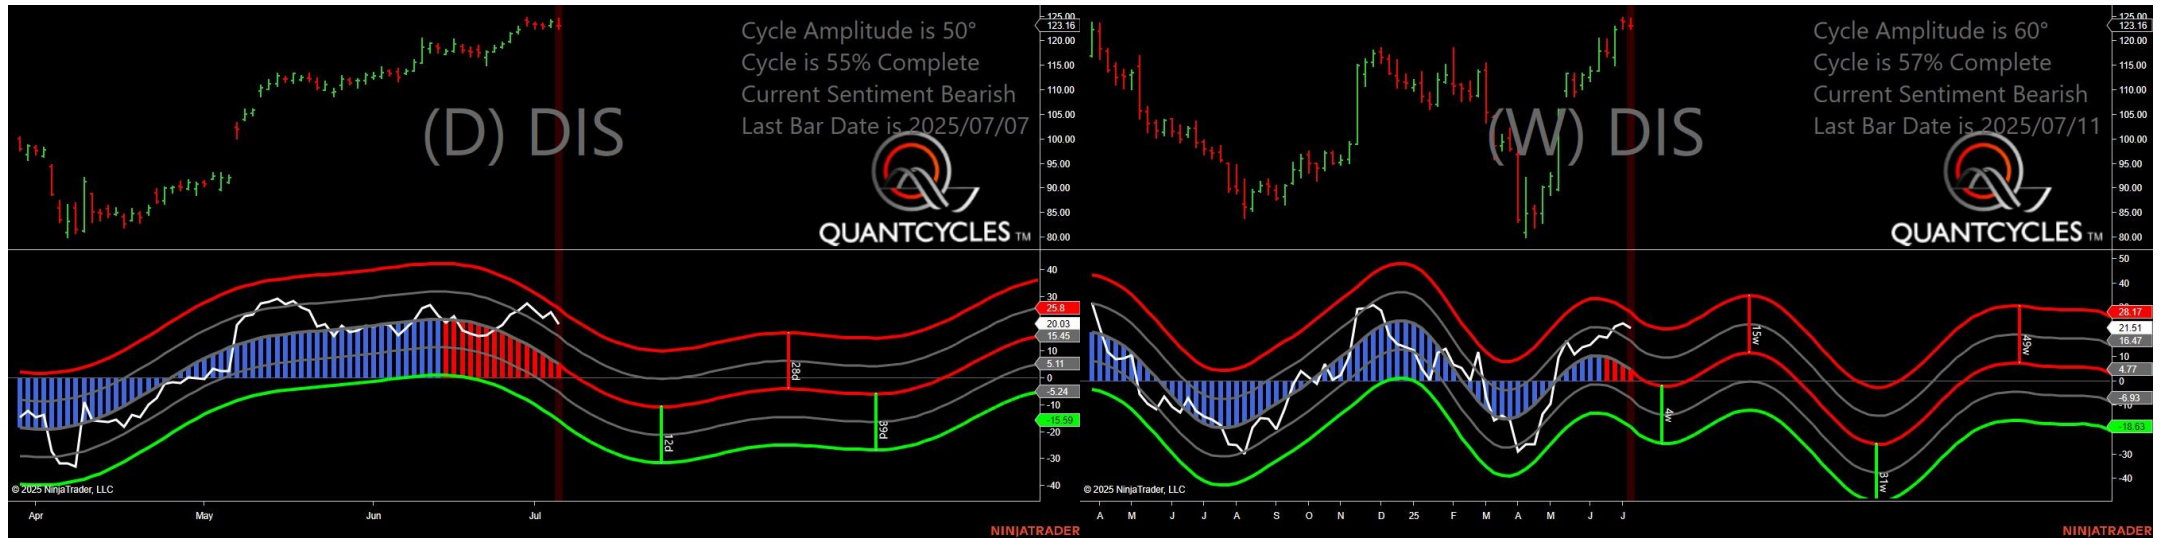 Cycle Amplitude is 50°
Cycle is 55% Complete
Current Sentiment Bearish
Last Bar Date is 2025/07/07
(D) DIS
QUANTCYCLES TM
125.00
123.16
120.00
115.00
110.00
105.00
100.00
95.00
90.00
85.00
80.00
40
30
25.8
20.03
15.45
10
5.11
0
-5.24
-10
-15.59
-20
-30
-40
12d
28d
39d
© 2025 NinjaTrader, LLC
Apr May Jun Jul
NINJATRADER
Cycle Amplitude is 60°
Cycle is 57% Complete
Current Sentiment Bearish
Last Bar Date is 2025/07/11
(W) DIS
QUANTCYCLES TM
125.00
123.16
120.00
115.00
110.00
105.00
100.00
95.00
90.00
85.00
80.00
50
40
28.17
21.51
16.47
10
4.77
0
-6.93
-10
-18.63
-30
-40
4w
15w
31w
49w
© 2025 NinjaTrader, LLC
A M J J A S O N D 25 F M A M J J
NINJATRADER